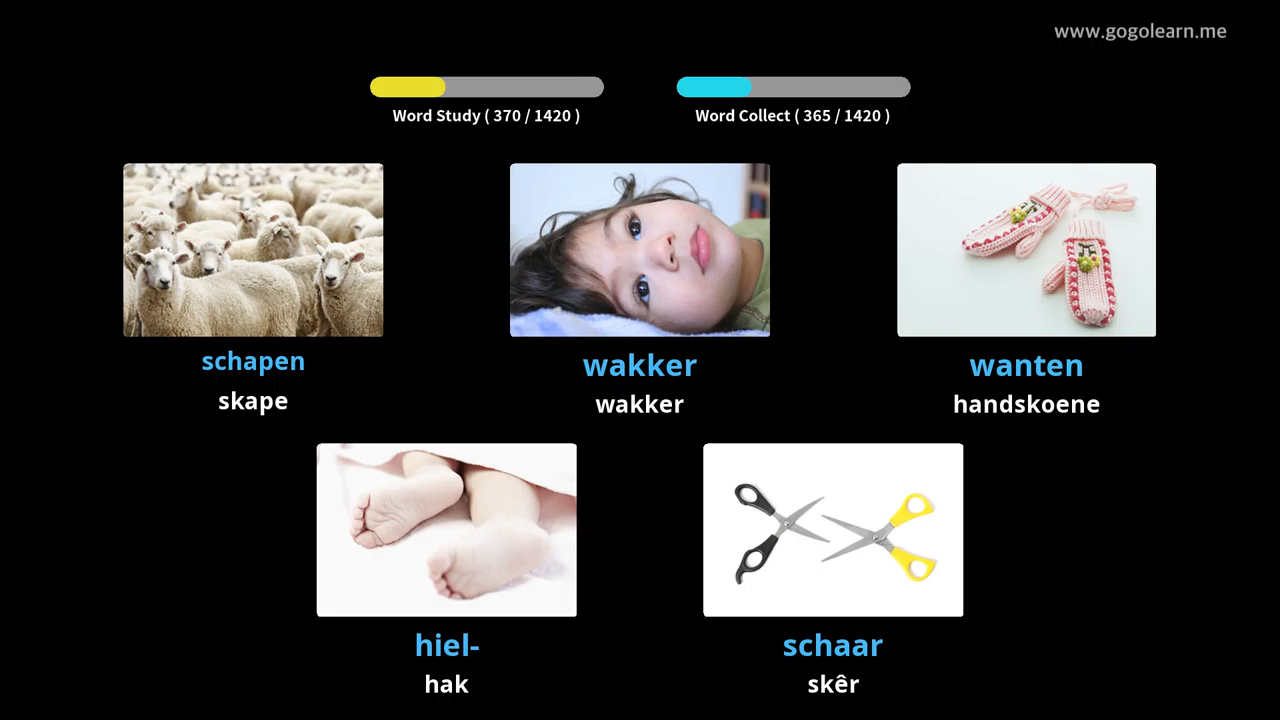 www.gogolearn.me
Word Study ( 370 / 1420 )
Word Collect ( 365 / 1420 )
schapen
skape
wakker
wakker
wanten
handskoene
hiel-
hak
schaar
skêr